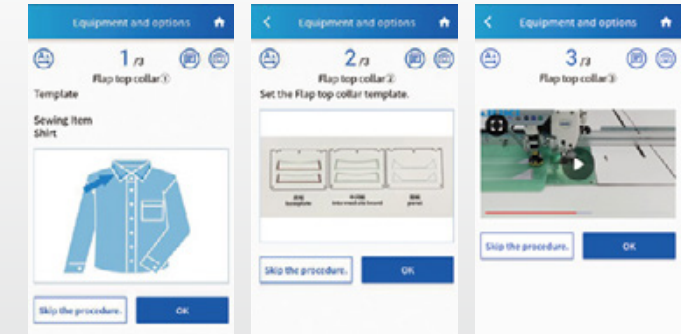 Equipment and options
1 /3
Flap top collar①
Template
Sewing Item
Shirt
Skip the procedure.
OK
Equipment and options
2 /3
Flap top collar②
Set the Flap top collar template.
Skip the procedure.
OK
Equipment and options
3 /3
Flap top collar③
Skip the procedure.
OK